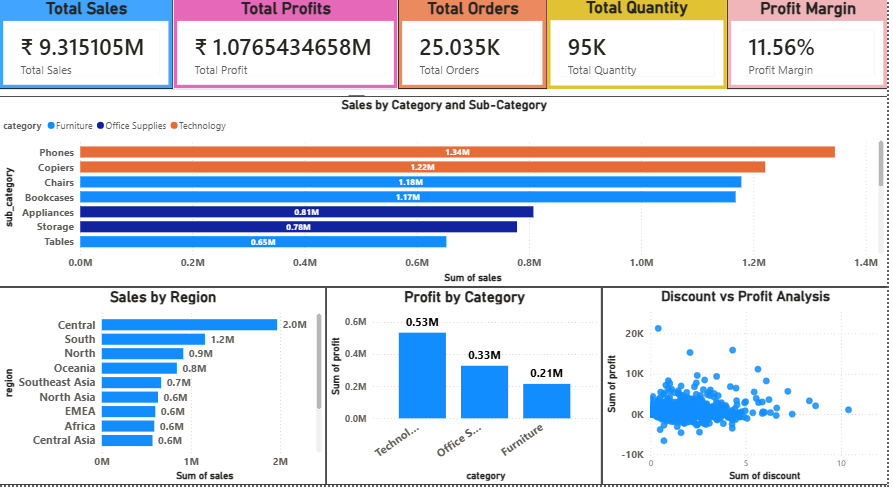 Total Sales
Total Profits
Total Orders
Total Quantity
Profit Margin
₹ 9.315105M
Total Sales
₹ 1.0765434658M
Total Profit
25.035K
Total Orders
95K
Total Quantity
11.56%
Profit Margin
Sales by Category and Sub-Category
category Furniture Office Supplies Technology
sub_category
Phones 1.34M
Copiers 1.22M
Chairs 1.18M
Bookcases 1.17M
Appliances 0.81M
Storage 0.78M
Tables 0.65M
0.0M 0.2M 0.4M 0.6M 0.8M 1.0M 1.2M 1.4M
Sum of sales
Sales by Region
region
Central 2.0M
South 1.2M
North 0.9M
Oceania 0.8M
Southeast Asia 0.7M
North Asia 0.6M
EMEA 0.6M
Africa 0.6M
Central Asia 0.6M
0M 1M 2M
Sum of sales
Profit by Category
Sum of profit
0.6M
0.4M
0.2M
0.0M
0.53M
0.33M
0.21M
Technol...
Office S...
Furniture
category
Discount vs Profit Analysis
Sum of profit
20K
10K
0K
-10K
0 5 10
Sum of discount